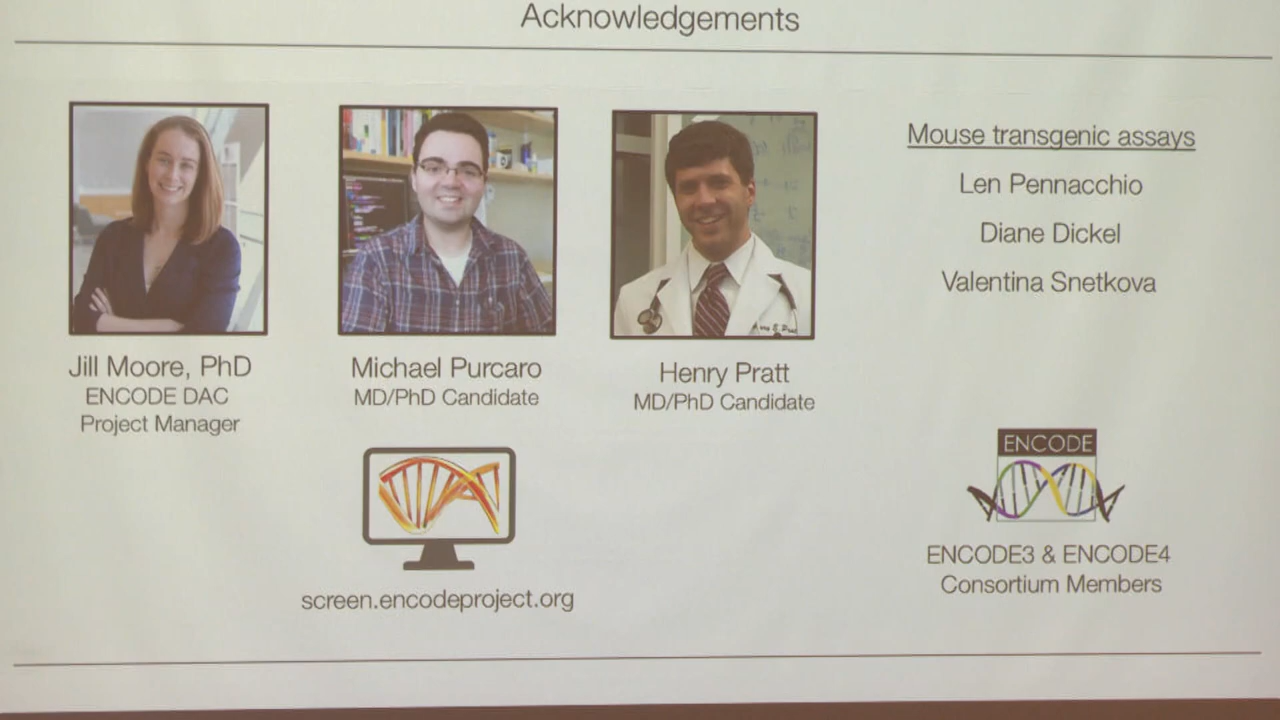 Acknowledgements
Jill Moore, PhD
ENCODE DAC
Project Manager
Michael Purcaro
MD/PhD Candidate
Henry Pratt
MD/PhD Candidate
Mouse transgenic assays
Len Pennacchio
Diane Dickel
Valentina Snetkova
screen.encodeproject.org
ENCODE
ENCODE3 & ENCODE4
Consortium Members